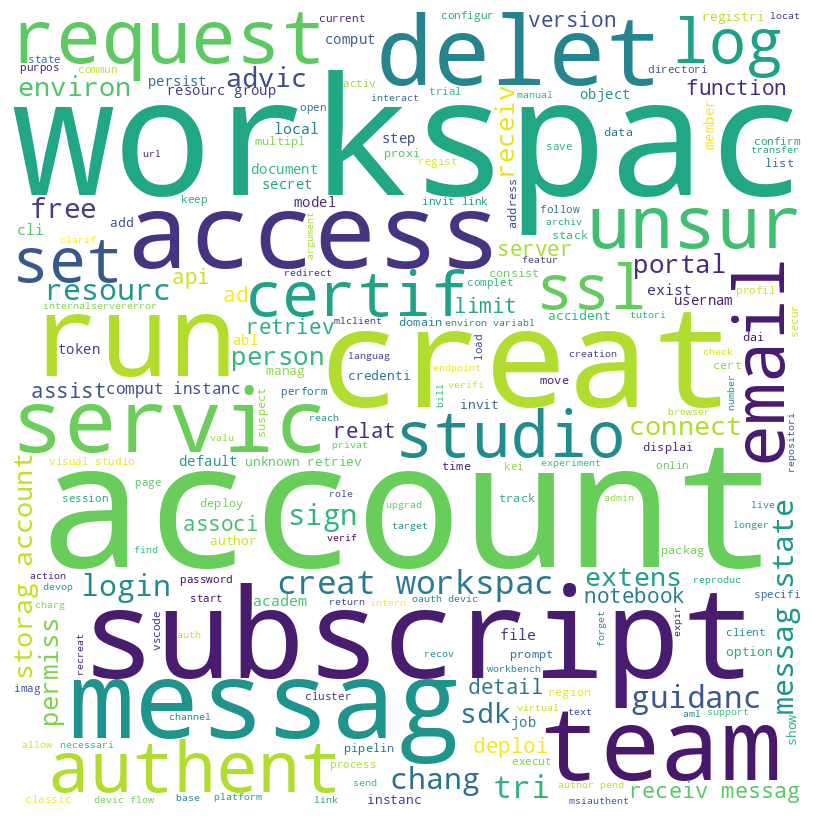 request
current
delet
configur
version
log
registri
locat
state
purpos
commun
persist
advic
comput
directori
environ
resourc group
activ
interact
open
trial
manual
receiv
object
function
member
workspac
local
step
data
confirm
transfer
list
url
multipl
proxi
regist
save
document
secret
keep
model
free
cli
add
clarif
access
argument
address
follow
archiv
stack
unsur
set
server
featur
portal
email
redirect
consist
resourc
api
ad
certif
limit
complet
ssl
exist
usernam
profil
secur
internalservererror
retriev
mlclient
domain
environ variabl
accident
tutori
token
abl
run
person
languag
load
creat
creation
check
dai
cert
manag
credenti
endpoint
verifi
move
number
assist
comput instanc
suspect
perform
bill
invit
invit link
browser
servic
valu
reach
relat
privat
studio
connect
displai
repositori
visual studio
default
unknown retriev
time
kei
experiment
onlin
storag account
session
page
deploy
role
upgrad
track
admin
live
account
associ
sign
author
target
verif
longer
find
packag
action
devop
login
password
creat workspac
extens
reproduc
messag state
charg
start
academ
return
intern
oauth devic
notebook
specifi
permiss
recreat
vscode
auth
subscript
file
forget
expir
client
option
imag
recov
prompt
workbench
messag
cluster
detail
region
guidanc
channel
sdk
job
virtual
text
aml
support
show
allow
necessari
authent
pipelin
deploi
team
process
execut
classic
devic flow
base
platform
send
link
chang
instanc
tri
author pend
msiauthent
receiv messag